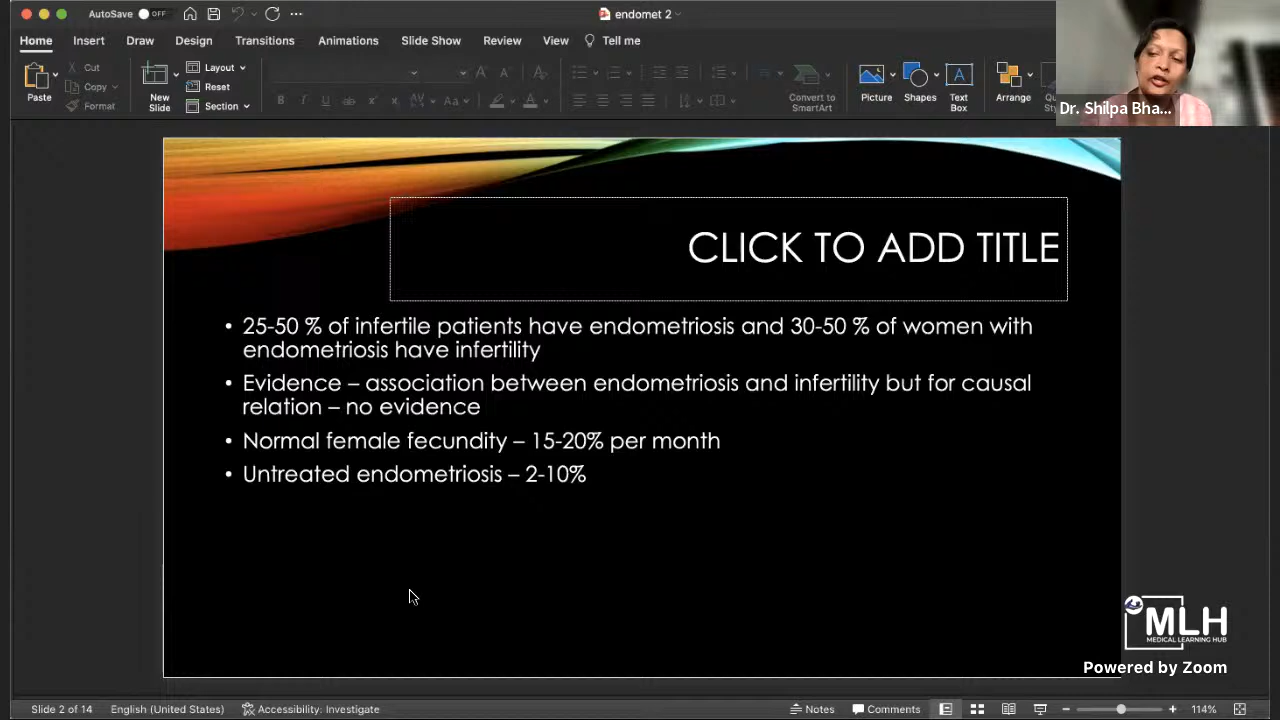 AutoSave OFF
endomet 2
Home Insert Draw Design Transitions Animations Slide Show Review View Tell me
Paste
Cut
Copy
Format
New
Slide
Layout
Reset
Section
B I U ab x x AV Aa A
Convert to
SmartArt
Picture
Shapes
Text
Box
Arrange
Dr. Shilpa Bha...
CLICK TO ADD TITLE
• 25-50 % of infertile patients have endometriosis and 30-50 % of women with
endometriosis have infertility
• Evidence – association between endometriosis and infertility but for causal
relation – no evidence
• Normal female fecundity – 15-20% per month
• Untreated endometriosis – 2-10%
MLH
MEDICAL LEARNING HUB
Powered by Zoom
Slide 2 of 14 English (United States) Accessibility: Investigate Notes Comments 114%